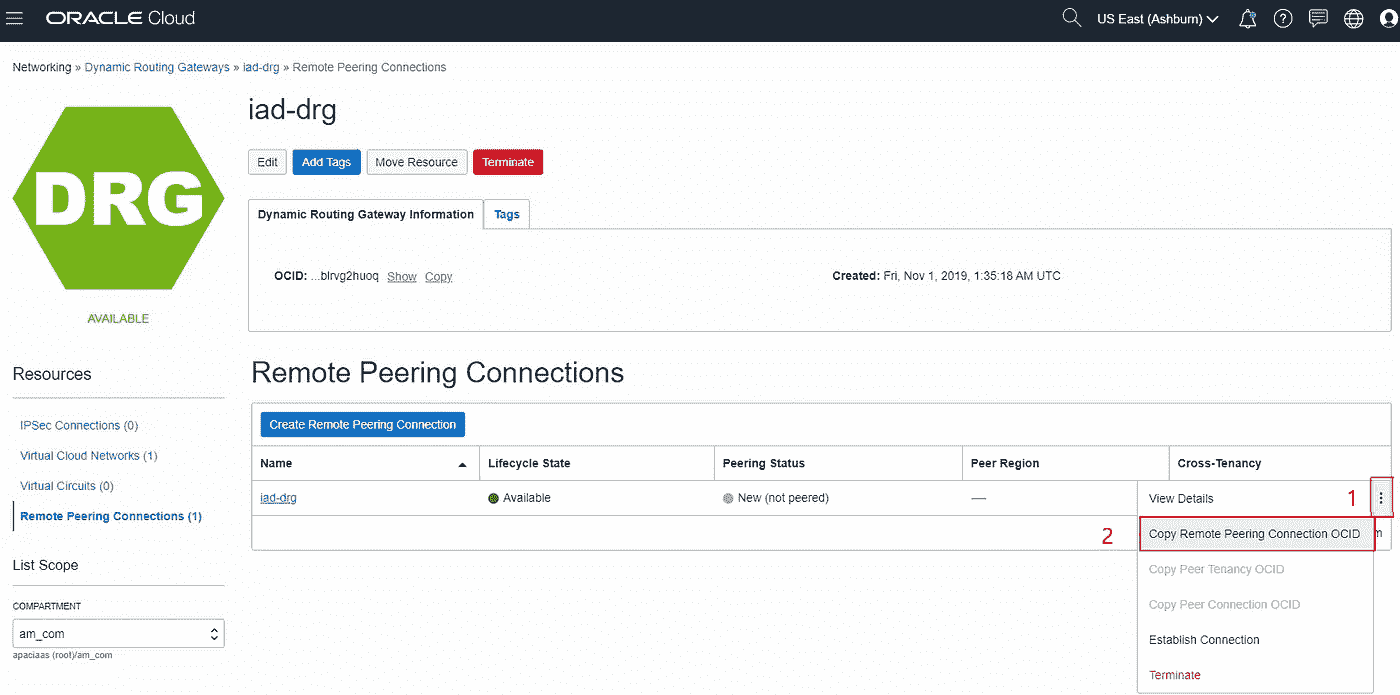 ORACLE Cloud
US East (Ashburn)
Networking » Dynamic Routing Gateways » iad-drg » Remote Peering Connections
DRG
AVAILABLE
iad-drg
Edit Add Tags Move Resource Terminate
Dynamic Routing Gateway Information Tags
OCID: ...blrvg2huoq Show Copy Created: Fri, Nov 1, 2019, 1:35:18 AM UTC
Resources
IPSec Connections (0)
Virtual Cloud Networks (1)
Virtual Circuits (0)
Remote Peering Connections (1)
List Scope
COMPARTMENT
am_com
apaciaas (root)/am_com
Remote Peering Connections
Create Remote Peering Connection
Name Lifecycle State Peering Status Peer Region Cross-Tenancy
iad-drg Available New (not peered) — View Details 1
2 Copy Remote Peering Connection OCID
Copy Peer Tenancy OCID
Copy Peer Connection OCID
Establish Connection
Terminate